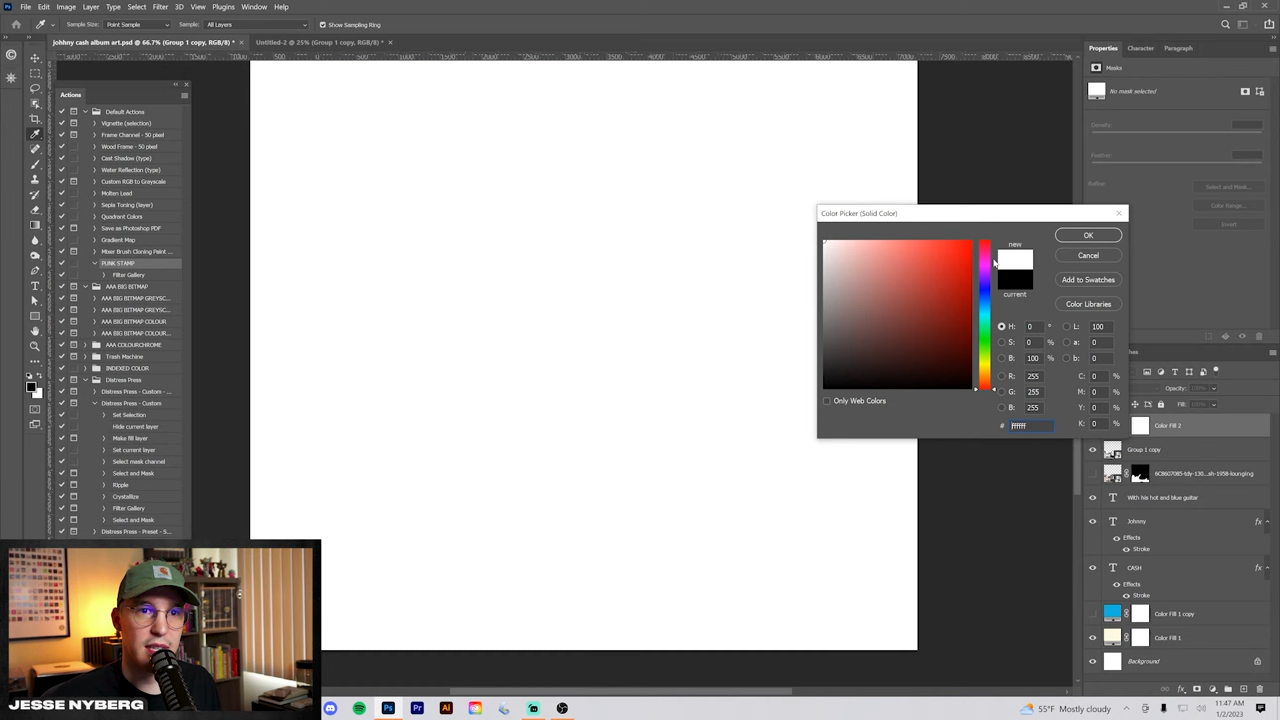 File Edit Image Layer Type Select Filter 3D View Plugins Window Help
Sample Size: Point Sample Sample: All Layers Show Sampling Ring
johhny cash album art.psd @ 66.7% (Group 1 copy, RGB/8) * × Untitled-2 @ 25% (Group 1 copy, RGB/8) * ×
Actions
Default Actions
Vignette (selection)
Frame Channel - 50 pixel
Wood Frame - 50 pixel
Cast Shadow (type)
Water Reflection (type)
Custom RGB to Grayscale
Molten Lead
Sepia Toning (layer)
Quadrant Colors
Save as Photoshop PDF
Gradient Map
Mixer Brush Cloning Paint ...
PUNK STAMP
Filter Gallery
AAA BIG BITMAP
AAA BIG BITMAP GREYSC...
AAA BIG BITMAP GREYSC...
AAA BIG BITMAP COLOUR
AAA BIG BITMAP COLOUR...
AAA COLOURCHROME
Trash Machine
INDEXED COLOR
Distress Press
Distress Press - Custom - ...
Distress Press - Custom
Set Selection
Hide current layer
Make fill layer
Set current layer
Select mask channel
Select and Mask
Ripple
Crystallize
Filter Gallery
Select and Mask
Distress Press - Preset - S...
Color Picker (Solid Color)
new
current
OK
Cancel
Add to Swatches
Color Libraries
H: 0 ° L: 100
S: 0 % a: 0
B: 100 % b: 0
R: 255 C: 0 %
G: 255 M: 0 %
B: 255 Y: 0 %
# ffffff K: 0 %
Only Web Colors
Properties Character Paragraph
Masks
No mask selected
Density:
Feather:
Refine:
Select and Mask...
Color Range...
Invert
Opacity: 100%
Fill: 100%
Color Fill 2
Group 1 copy
6C8607085-tdy-130...sh-1958-lounging
With his hot and blue guitar
Johnny fx
Effects
Stroke
CASH fx
Effects
Stroke
Color Fill 1 copy
Color Fill 1
Background
JESSE NYBERG
55°F Mostly cloudy
11:47 AM
1/2/2023